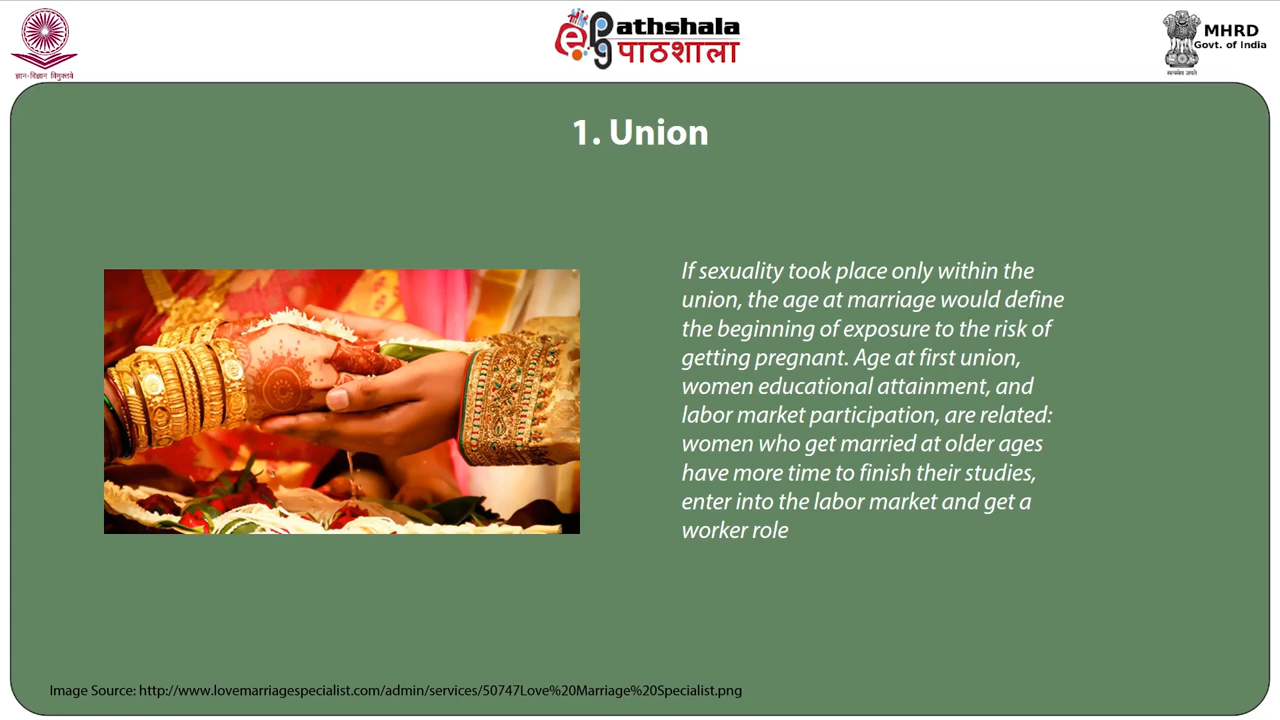 ज्ञान-विज्ञान विमुक्तये
e Pathshala
पाठशाला
MHRD
Govt. of India
सत्यमेव जयते
1. Union
If sexuality took place only within the
union, the age at marriage would define
the beginning of exposure to the risk of
getting pregnant. Age at first union,
women educational attainment, and
labor market participation, are related:
women who get married at older ages
have more time to finish their studies,
enter into the labor market and get a
worker role
Image Source: http://www.lovemarriagespecialist.com/admin/services/50747Love%20Marriage%20Specialist.png